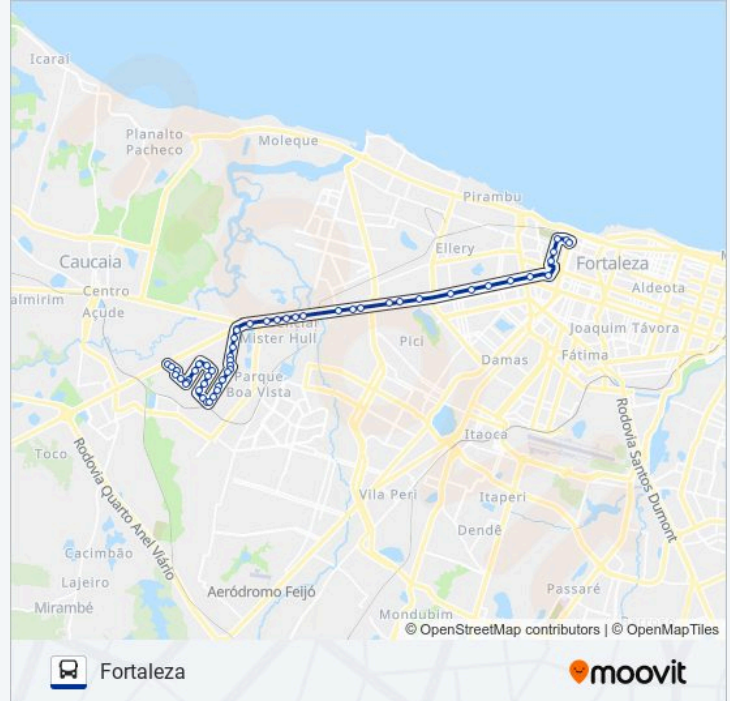 Icaraí
Planalto
Pacheco
Moleque
Pirambu
Ellery
Fortaleza
Caucaia
Aldeota
almirim
Centro
Açude
Joaquim Távora
Mister Hull
Pici
Damas
Fátima
Parque
Boa Vista
Itaoca
Rodovia Santos Dumont
Toco
Rodovia Quarto Anel Viário
Vila Peri
Itaperi
Dendê
Cacimbão
Lajeiro
Aeródromo Feijó
Passaré
Mirambé
Mondubim
© OpenStreetMap contributors | © OpenMapTiles
Fortaleza
moovit